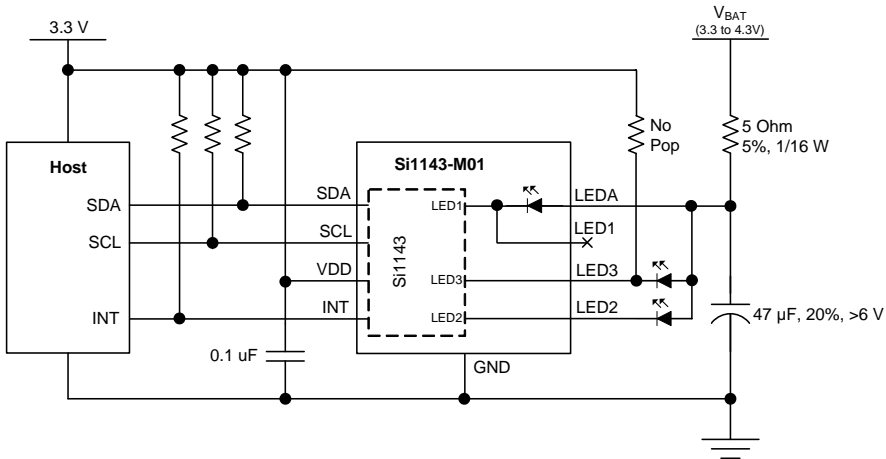 3.3 V
VBAT
(3.3 to 4.3V)
No
Pop
5 Ohm
5%, 1/16 W
Host
Si1143-M01
SDA
SDA
LED1
LEDA
SCL
SCL
LED1
VDD
Si1143
LED3
LED3
INT
INT
LED2
LED2
47 µF, 20%, >6 V
0.1 uF
GND